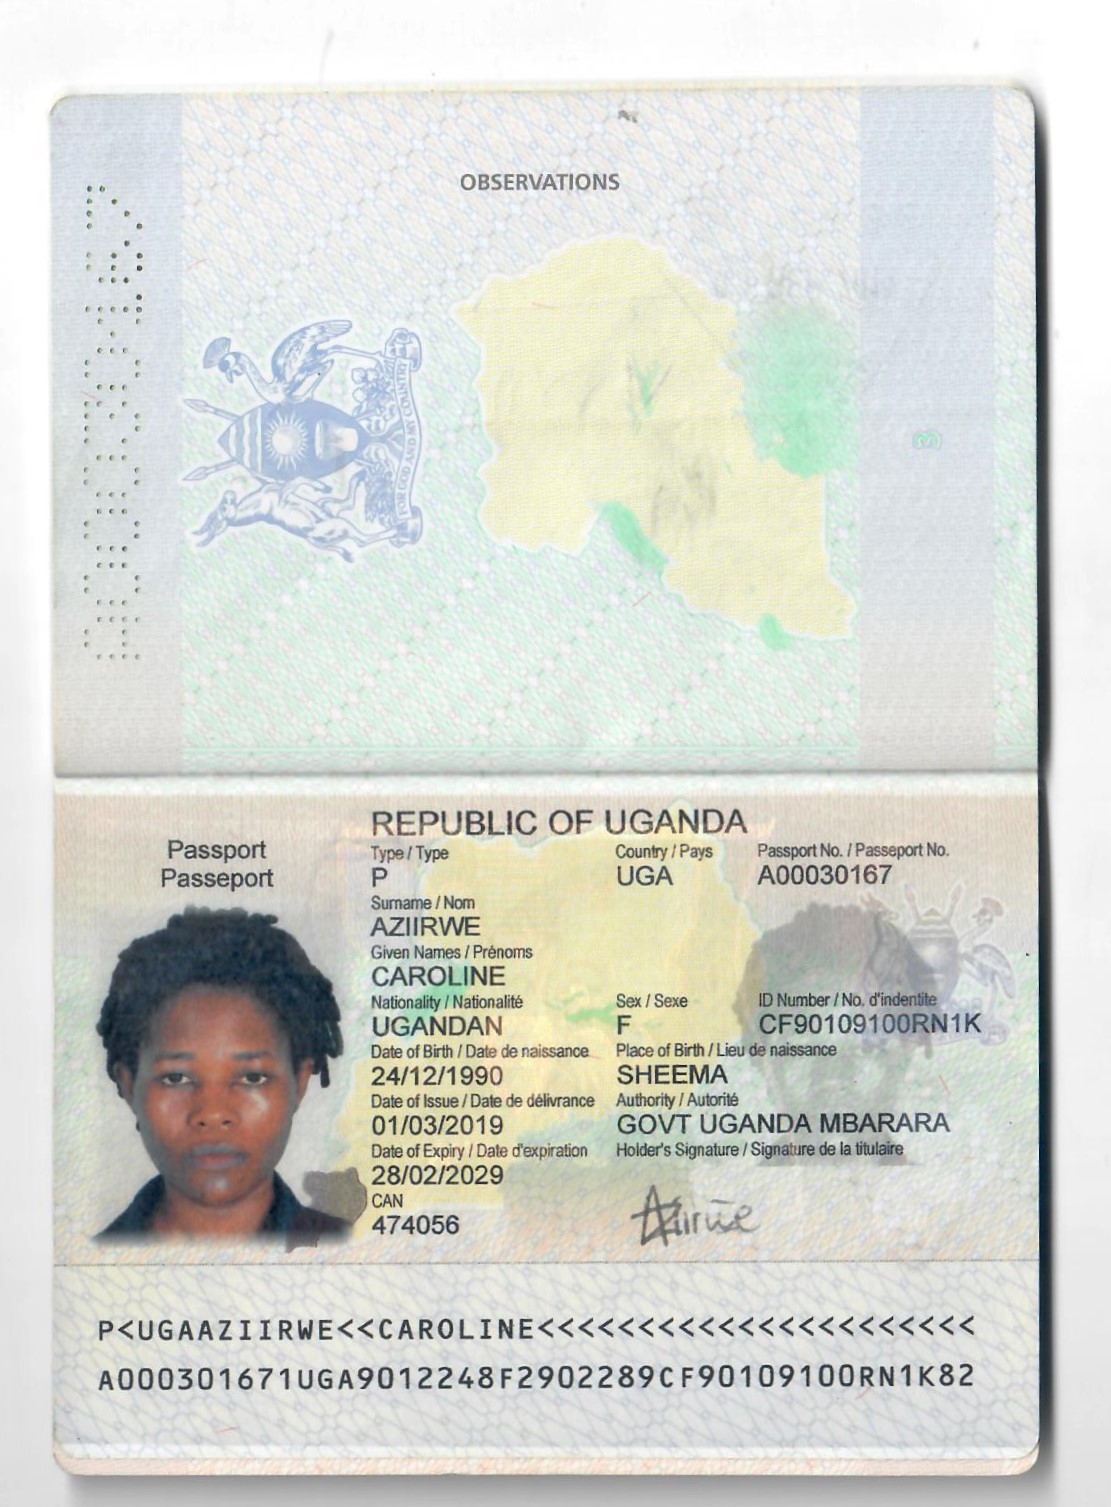 OBSERVATIONS
FOR GOD AND MY COUNTRY
3
REPUBLIC OF UGANDA
Passport
Passeport
Type / Type
Country / Pays
Passport No. / Passeport No.
P
UGA
A00030167
Surname / Nom
AZIIRWE
Given Names / Prénoms
CAROLINE
Nationality / Nationalité
Sex / Sexe
ID Number / No. d'indentite
UGANDAN
F
CF90109100RN1K
Date of Birth / Date de naissance
Place of Birth / Lieu de naissance
24/12/1990
SHEEMA
Date of Issue / Date de délivrance
Authority / Autorité
01/03/2019
GOVT UGANDA MBARARA
Date of Expiry / Date d'expiration
Holder's Signature / Signature de la titulaire
28/02/2029
CAN
474056
P<UGAAZIIRWE<<CAROLINE<<<<<<<<<<<<<<<<<<<<<<
A000301671UGA9012248F2902289CF90109100RN1K82